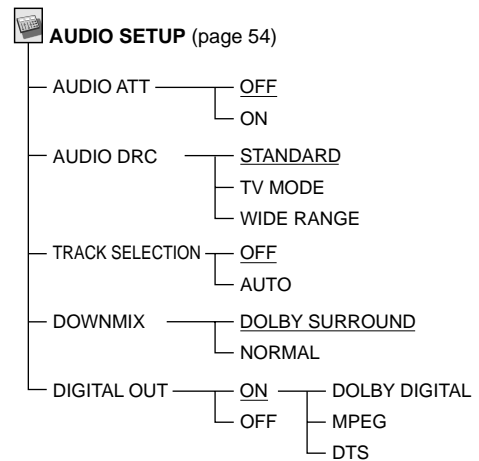 AUDIO SETUP (page 54)
AUDIO ATT OFF
ON
AUDIO DRC STANDARD
TV MODE
WIDE RANGE
TRACK SELECTION OFF
AUTO
DOWNMIX DOLBY SURROUND
NORMAL
DIGITAL OUT ON DOLBY DIGITAL
OFF MPEG
DTS